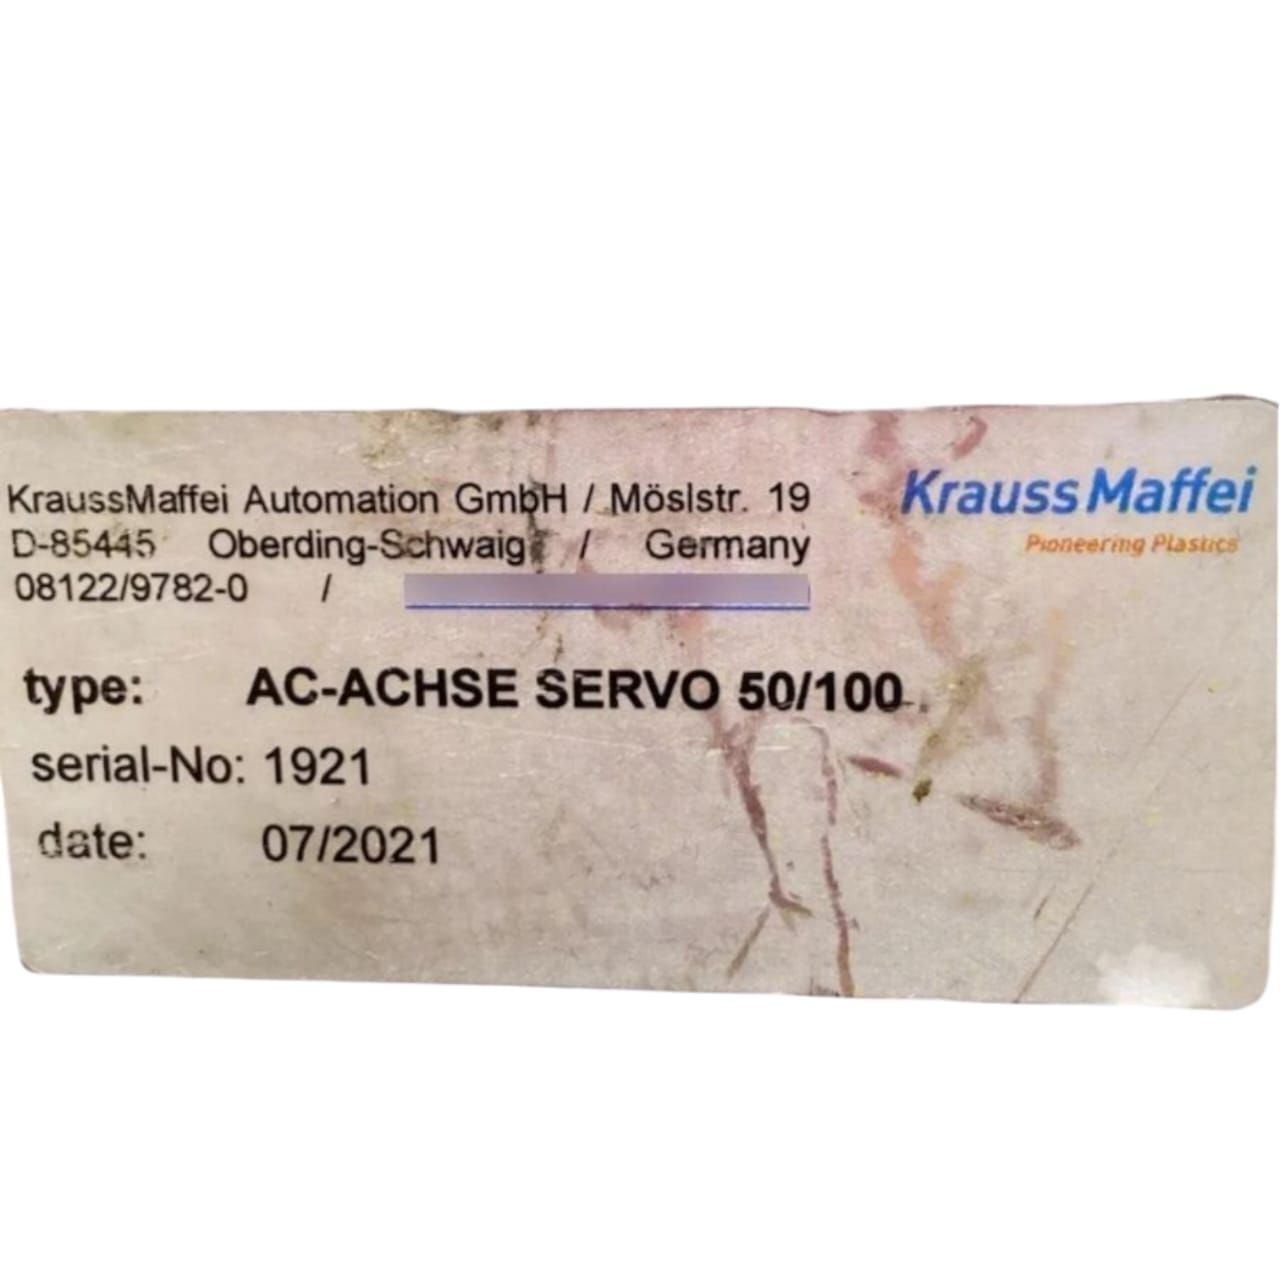 KraussMaffei Automation GmbH / Möslstr. 19
D-85445 Oberding-Schwaig / Germany
08122/9782-0 /
KraussMaffei
Pioneering Plastics
type: AC-ACHSE SERVO 50/100
serial-No: 1921
date: 07/2021